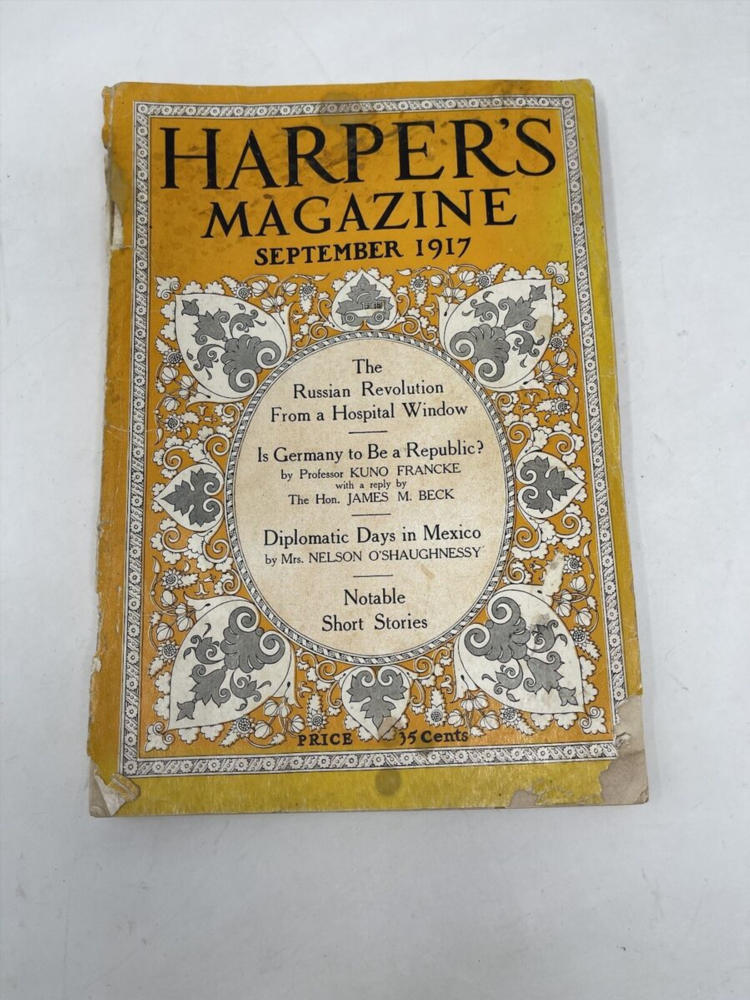 HARPER'S
MAGAZINE
SEPTEMBER 1917
The
Russian Revolution
From a Hospital Window
Is Germany to Be a Republic?
by Professor KUNO FRANCKE
with a reply by
The Hon. JAMES M. BECK
Diplomatic Days in Mexico
by Mrs. NELSON O'SHAUGHNESSY
Notable
Short Stories
PRICE 35 Cents